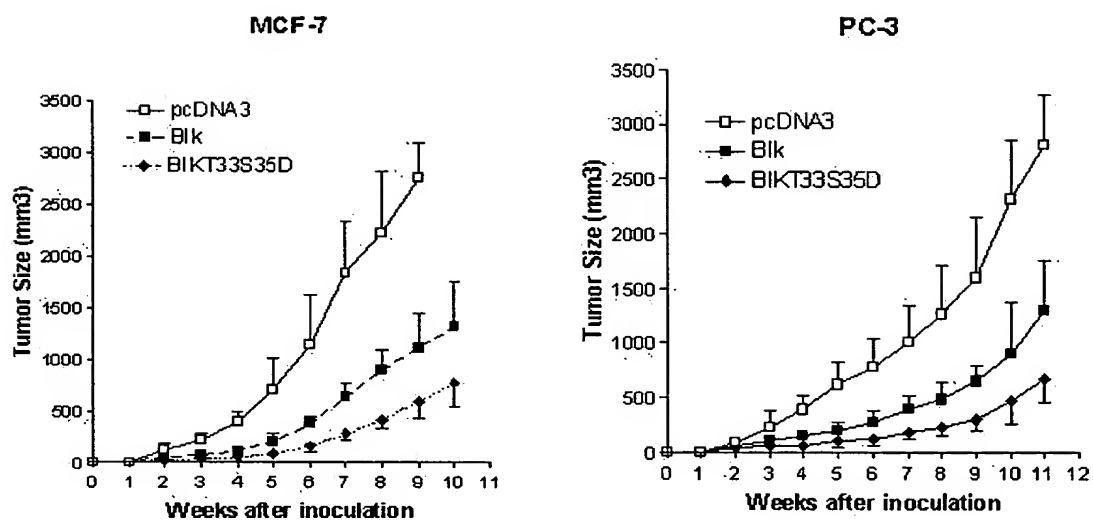 MCF-7
3500
3000
2500
2000
1500
1000
500
0
Tumor Size (mm3)
pcDNA3
Blk
BIKT33S35D
0 1 2 3 4 5 6 7 8 9 10 11
Weeks after inoculation
PC-3
3500
3000
2500
2000
1500
1000
500
0
Tumor Size (mm3)
pcDNA3
Blk
BIKT33S35D
0 1 2 3 4 5 6 7 8 9 10 11 12
Weeks after inoculation